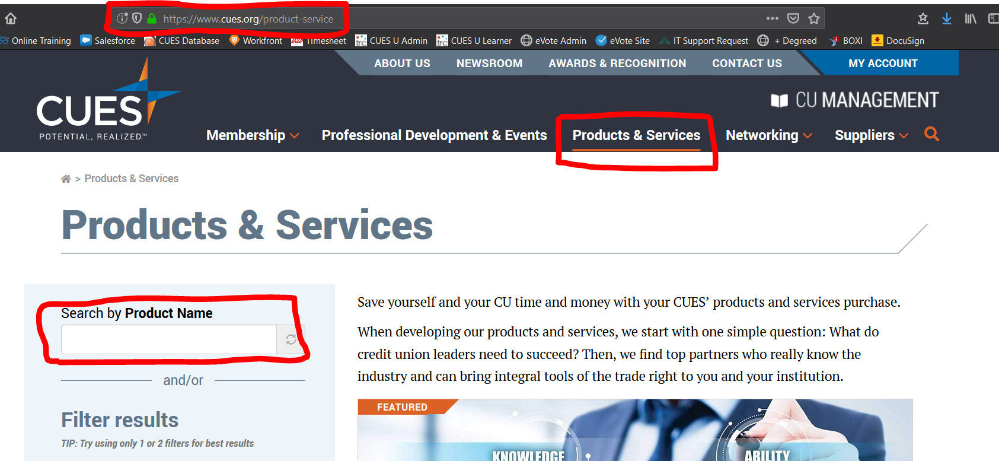 https://www.cues.org/product-service
Online Training Salesforce CUES Database Workfront Timesheet CUES U Admin CUES U Learner eVote Admin eVote Site IT Support Request + Degreed BOXI DocuSign
ABOUT US NEWSROOM AWARDS & RECOGNITION CONTACT US MY ACCOUNT
CUES
POTENTIAL, REALIZED.™
CU MANAGEMENT
Membership Professional Development & Events Products & Services Networking Suppliers
> Products & Services
Products & Services
Search by Product Name
and/or
Filter results
TIP: Try using only 1 or 2 filters for best results
Save yourself and your CU time and money with your CUES’ products and services purchase.
When developing our products and services, we start with one simple question: What do
credit union leaders need to succeed? Then, we find top partners who really know the
industry and can bring integral tools of the trade right to you and your institution.
FEATURED
KNOWLEDGE ABILITY